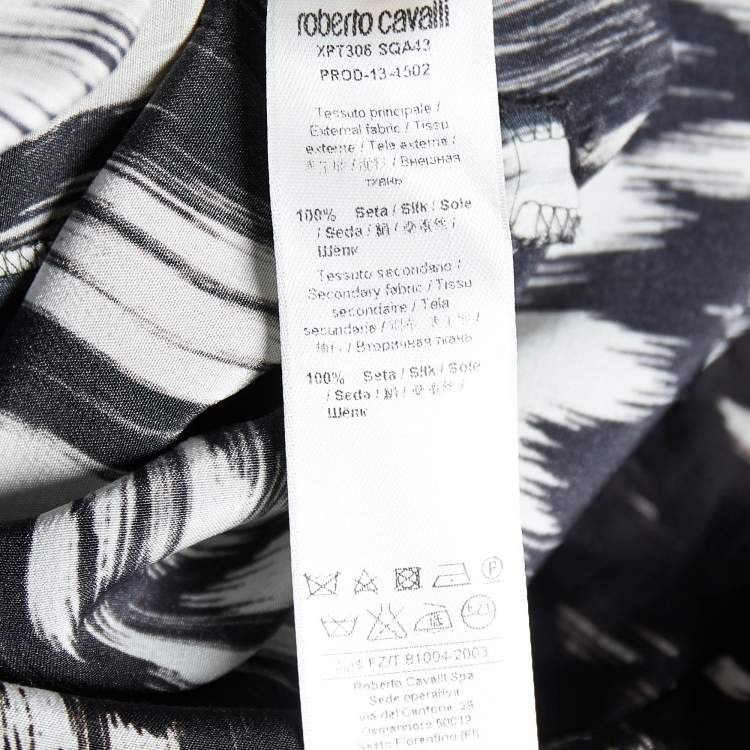 roberto cavalli
XPT306 SQA43
PROD-13-4502
Tessuto principale /
External fabric / Tissu
externe / Tela externa /
/ Внешняя
ткань
100% Seta / Silk / Soie
/ Seda / 絹 / /
Шёлк
Tessuto secondario /
Secondary fabric / Tissu
secondaire / Tela
secundaria /
/ Вторичная ткань
100% Seta / Silk / Soie
/ Seda / 絹 / /
Шёлк
F
FZ/T 81004-2003
Roberto Cavalli Spa
Sede operativa
via del Cantone, 29
Osmannoro 50019
Sesto Fiorentino (FI)